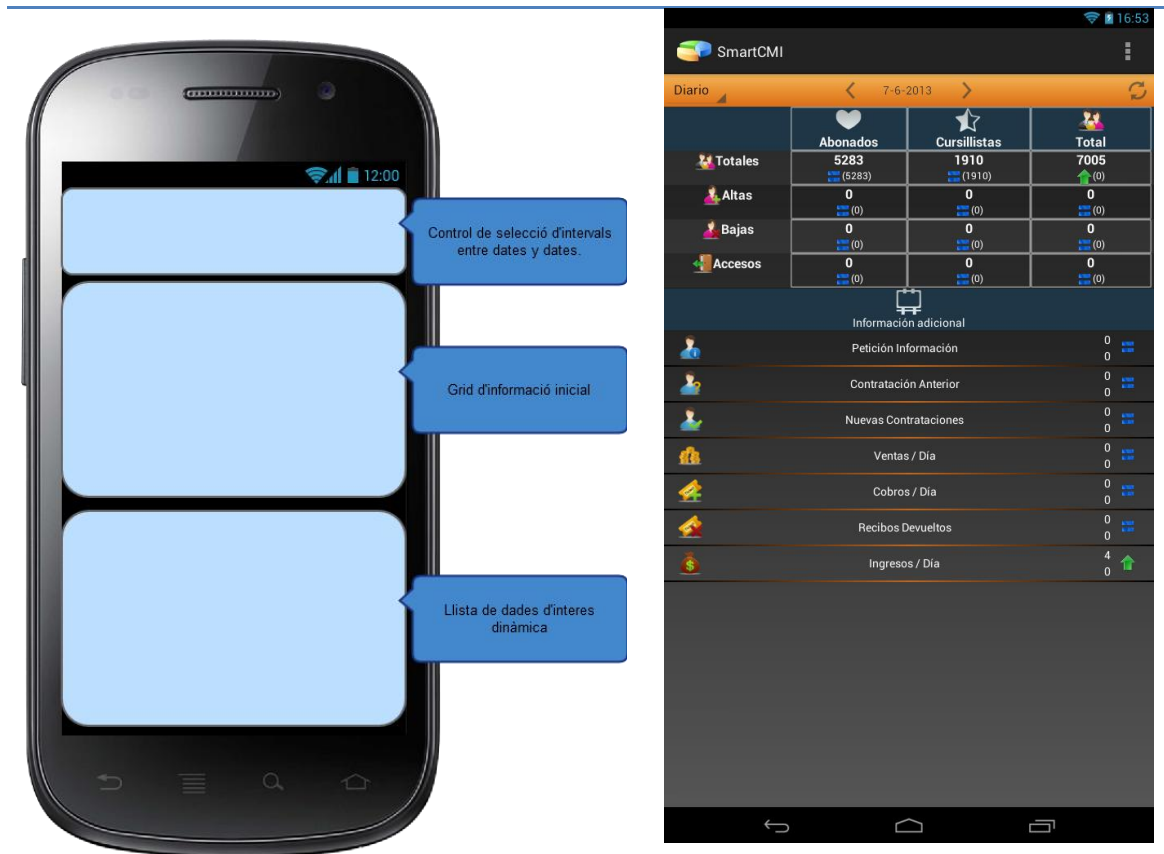 12:00
Control de selecció d'intervals
entre dates y dates.
Grid d'informació inicial
Llista de dades d'interes
dinàmica
16:53
SmartCMI
Diario 7-6-2013
Abonados Cursillistas Total
Totales 5283 1910 7005
(5283) (1910) (0)
Altas 0 0 0
(0) (0) (0)
Bajas 0 0 0
(0) (0) (0)
Accesos 0 0 0
(0) (0) (0)
Información adicional
Petición Información 0
0
Contratación Anterior 0
0
Nuevas Contrataciones 0
0
Ventas / Día 0
0
Cobros / Día 0
0
Recibos Devueltos 0
0
Ingresos / Día 4
0